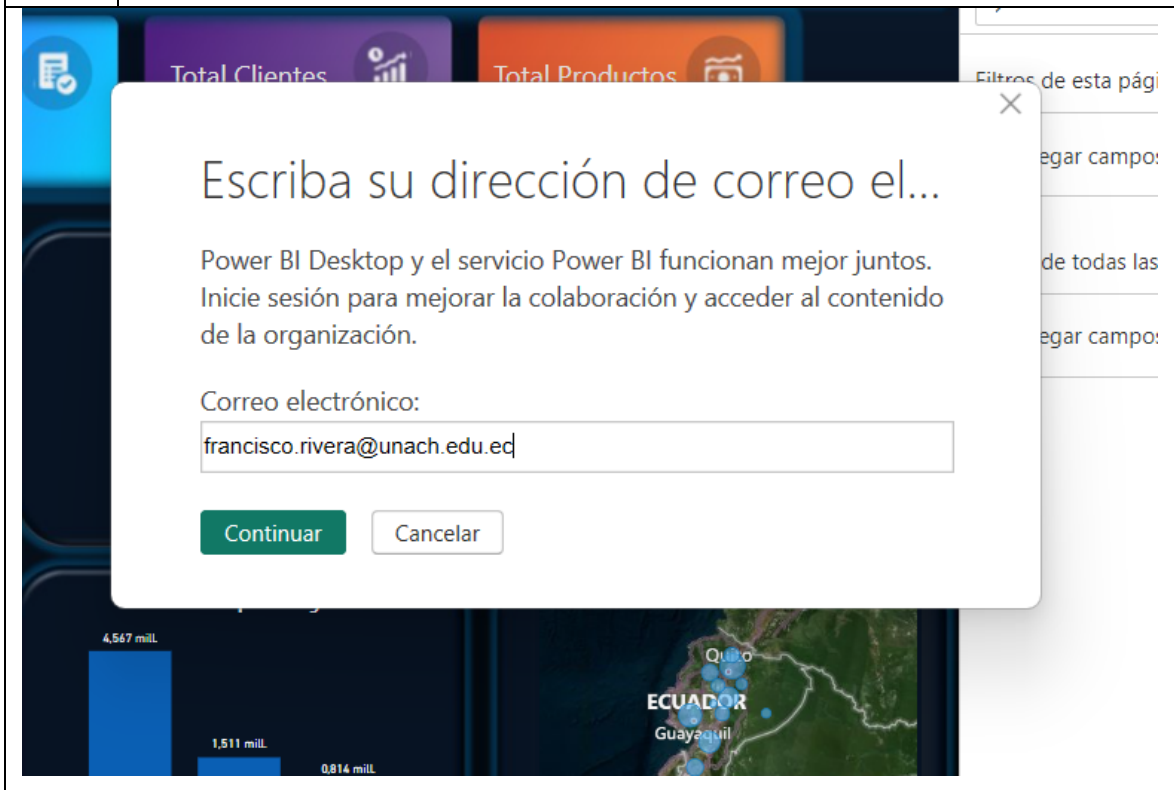 Total Clientes
Total Productos
Filtros de esta pági
egar campos
Escriba su dirección de correo el...
Power BI Desktop y el servicio Power BI funcionan mejor juntos.
Inicie sesión para mejorar la colaboración y acceder al contenido
de la organización.
de todas las
egar campos
Correo electrónico:
francisco.rivera@unach.edu.ec
Continuar
Cancelar
4,567 mill.
1,511 mill.
0,814 mill.
Quito
ECUADOR
Guayaquil